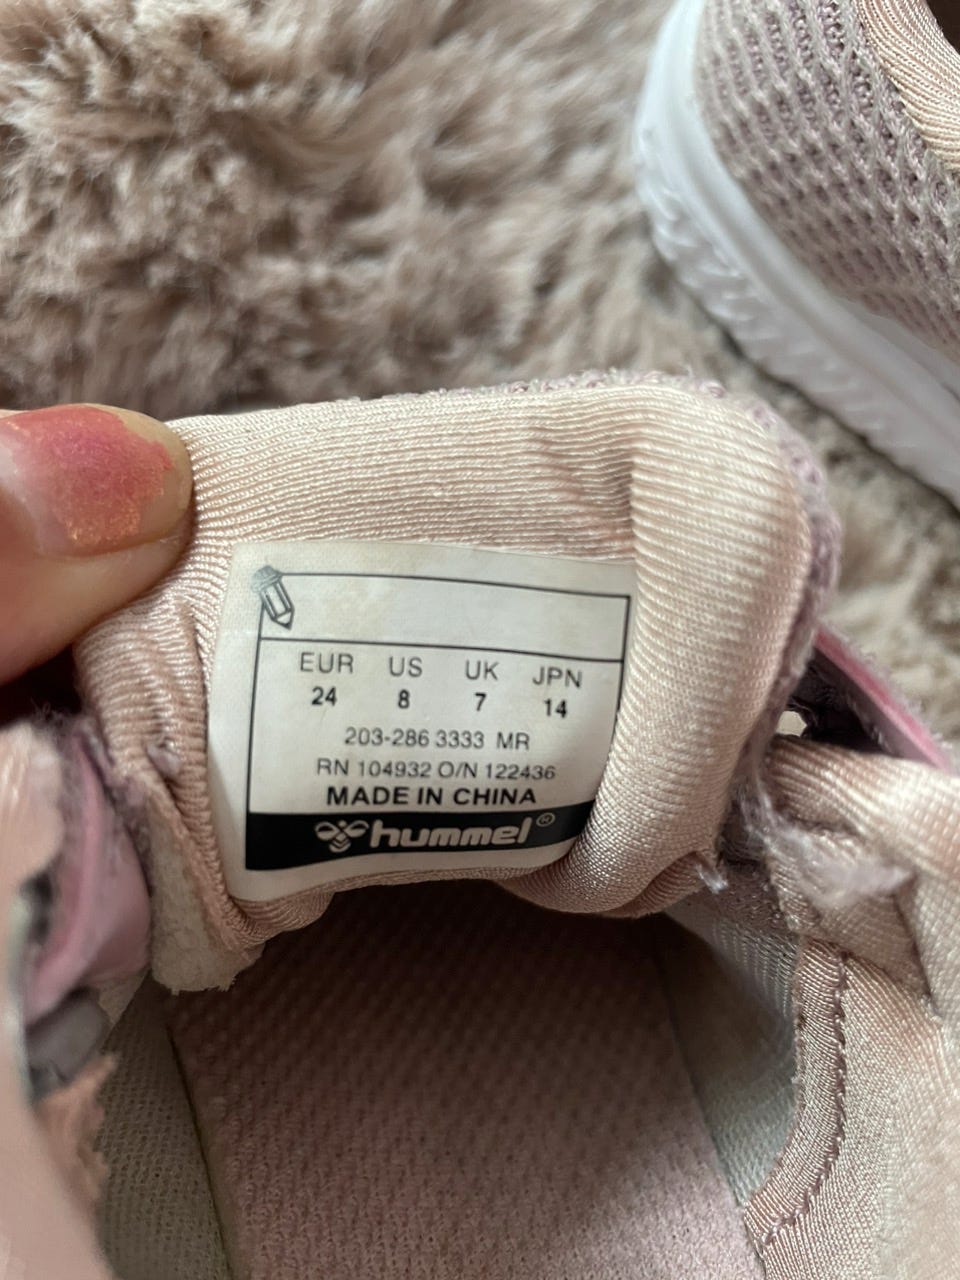 EUR US UK JPN
24 8 7 14
203-286 3333 MR
RN 104932 O/N 122436
MADE IN CHINA
hummel®